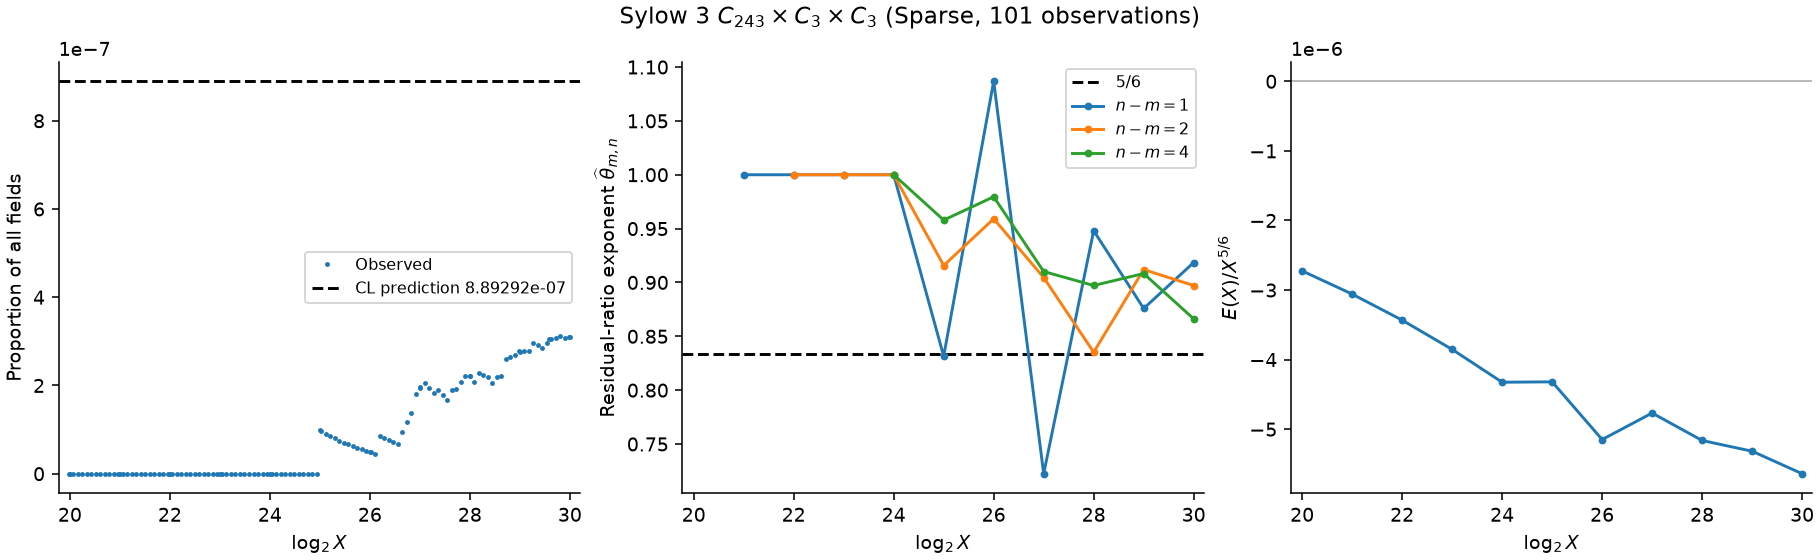 Sylow 3 C₂₄₃ × C₃ × C₃ (Sparse, 101 observations)
1e−7
Proportion of all fields
8
6
4
2
0
Observed
CL prediction 8.89292e-07
20 22 24 26 28 30
log₂ X
Residual-ratio exponent θ̂ₘ,ₙ
1.10
1.05
1.00
0.95
0.90
0.85
0.80
0.75
5/6
n − m = 1
n − m = 2
n − m = 4
20 22 24 26 28 30
log₂ X
1e−6
E(X)/X^{5/6}
0
−1
−2
−3
−4
−5
20 22 24 26 28 30
log₂ X